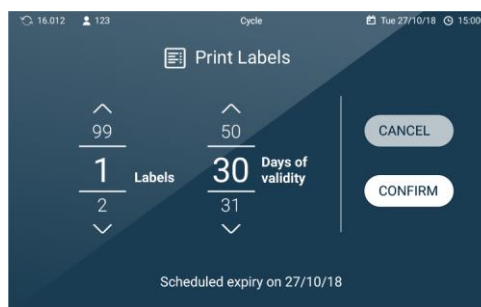 16.012 123 Cycle Tue 27/10/18 15:00
Print Labels
99 50
1 Labels 30 Days of validity
2 31
CANCEL
CONFIRM
Scheduled expiry on 27/10/18